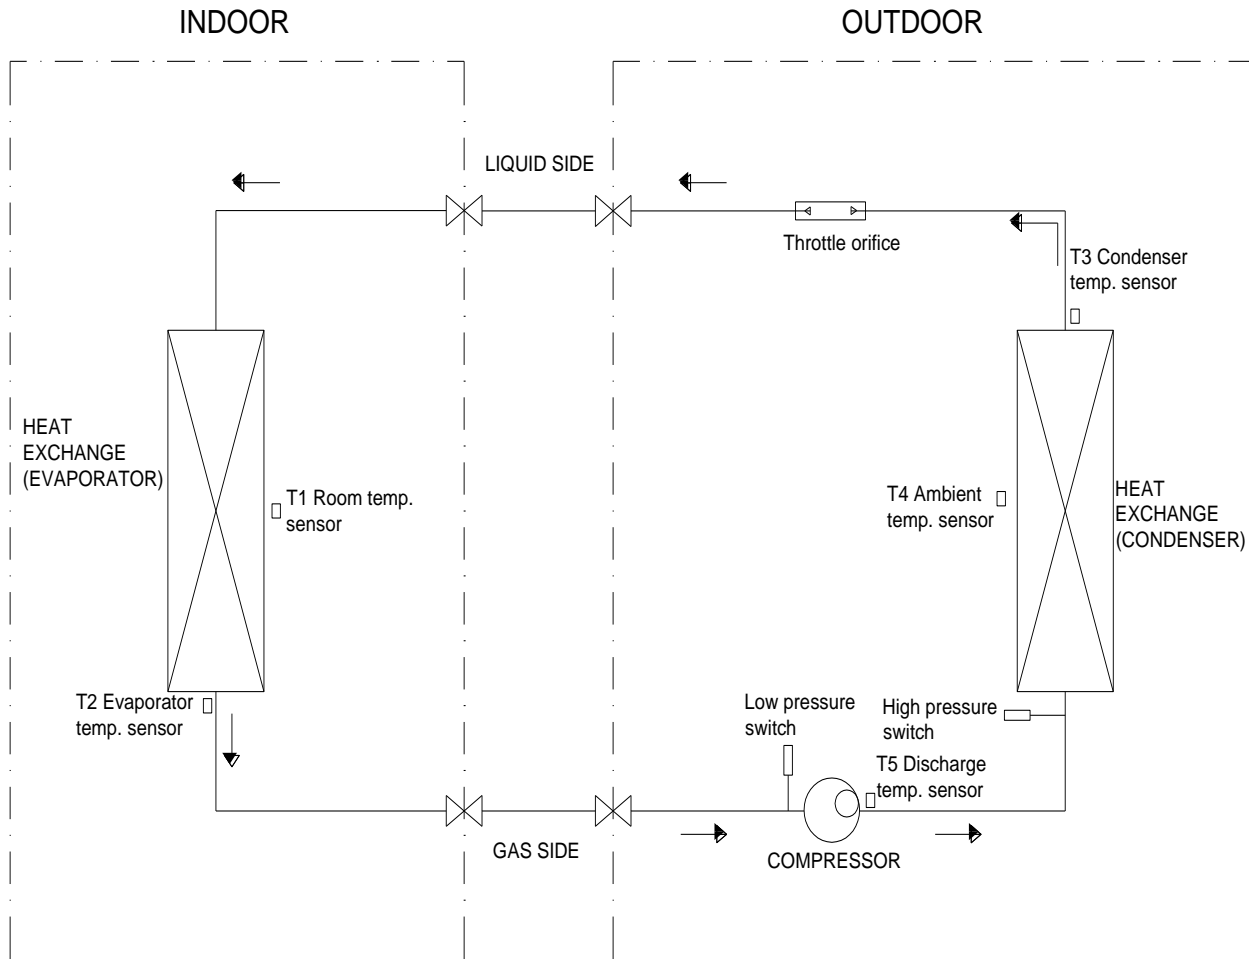 INDOOR
OUTDOOR
LIQUID SIDE
Throttle orifice
T3 Condenser
temp. sensor
HEAT
EXCHANGE
(EVAPORATOR)
T1 Room temp.
sensor
T4 Ambient
temp. sensor
HEAT
EXCHANGE
(CONDENSER)
T2 Evaporator
temp. sensor
Low pressure
switch
High pressure
switch
T5 Discharge
temp. sensor
GAS SIDE
COMPRESSOR